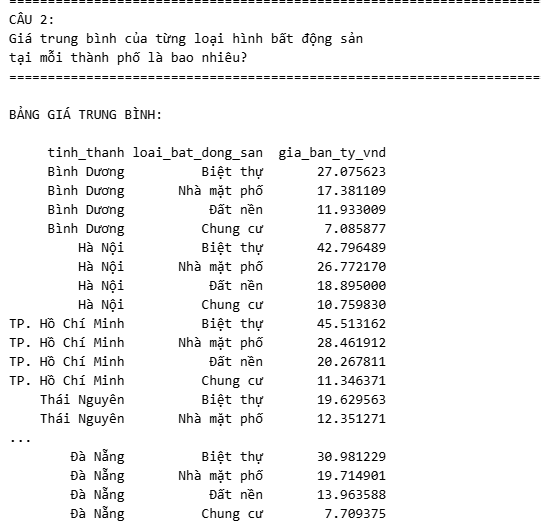 ======================================================================
CÂU 2:
Giá trung bình của từng loại hình bất động sản
tại mỗi thành phố là bao nhiêu?
======================================================================
BẢNG GIÁ TRUNG BÌNH:
tinh_thanh loai_bat_dong_san gia_ban_ty_vnd
Bình Dương Biệt thự 27.075623
Bình Dương Nhà mặt phố 17.381109
Bình Dương Đất nền 11.933009
Bình Dương Chung cư 7.085877
Hà Nội Biệt thự 42.796489
Hà Nội Nhà mặt phố 26.772170
Hà Nội Đất nền 18.895000
Hà Nội Chung cư 10.759830
TP. Hồ Chí Minh Biệt thự 45.513162
TP. Hồ Chí Minh Nhà mặt phố 28.461912
TP. Hồ Chí Minh Đất nền 20.267811
TP. Hồ Chí Minh Chung cư 11.346371
Thái Nguyên Biệt thự 19.629563
Thái Nguyên Nhà mặt phố 12.351271
...
Đà Nẵng Biệt thự 30.981229
Đà Nẵng Nhà mặt phố 19.714901
Đà Nẵng Đất nền 13.963588
Đà Nẵng Chung cư 7.709375